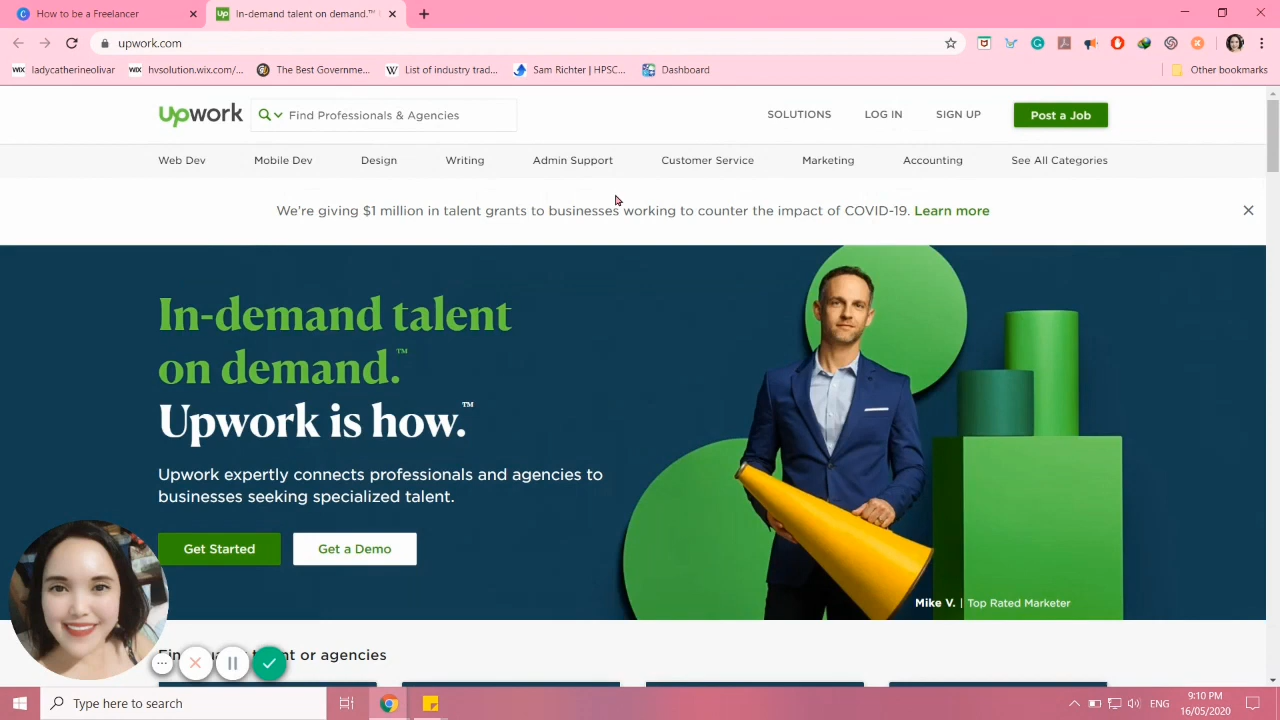 How to be a Freelancer
Up In-demand talent on demand.™
upwork.com
WiX ladycatherineolivar
WiX hvsolution.wix.com/...
The Best Governme...
W List of industry trad...
Sam Richter | HPSC...
Dashboard
Other bookmarks
upwork
Find Professionals & Agencies
SOLUTIONS
LOG IN
SIGN UP
Post a Job
Web Dev
Mobile Dev
Design
Writing
Admin Support
Customer Service
Marketing
Accounting
See All Categories
We're giving $1 million in talent grants to businesses working to counter the impact of COVID-19. Learn more
In-demand talent
on demand.™
Upwork is how.™
Upwork expertly connects professionals and agencies to
businesses seeking specialized talent.
Get Started
Get a Demo
Mike V. | Top Rated Marketer
nt or agencies
Type here to search
ENG
9:10 PM
16/05/2020